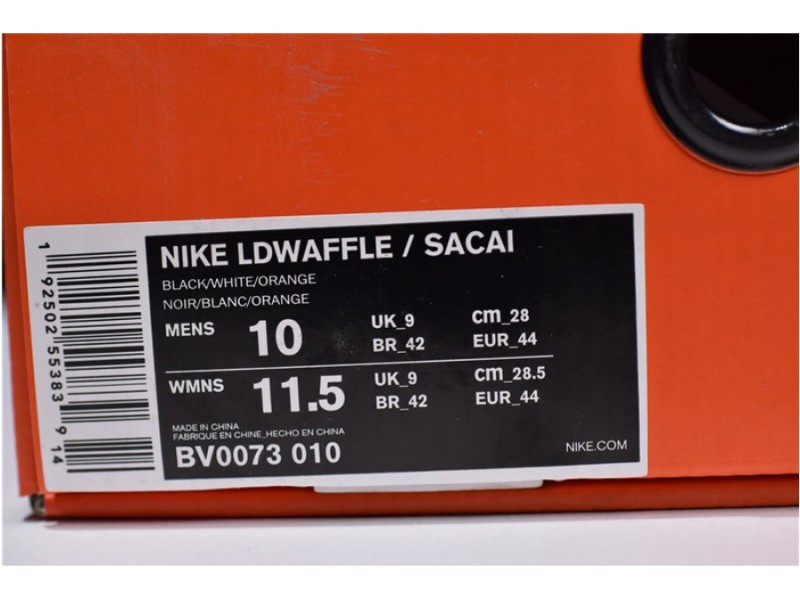 NIKE LDWAFFLE / SACAI
BLACK/WHITE/ORANGE
NOIR/BLANC/ORANGE
MENS 10 UK_9 cm_28
BR_42 EUR_44
WMNS 11.5 UK_9 cm_28.5
BR_42 EUR_44
MADE IN CHINA
FABRIQUE EN CHINE_HECHO EN CHINA
BV0073 010
NIKE.COM
1 92502 55383 9 14